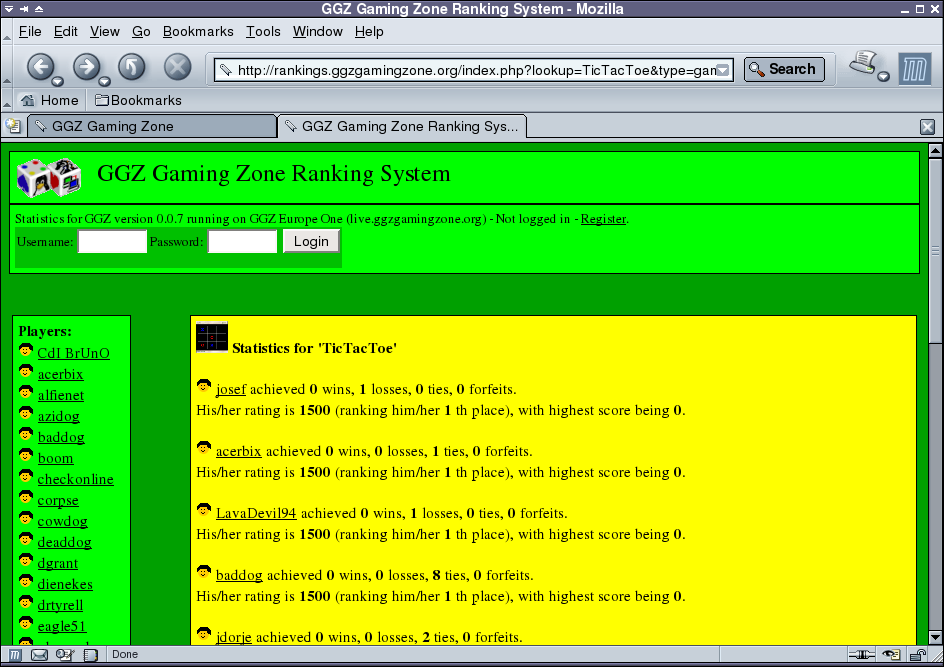 GGZ Gaming Zone Ranking System - Mozilla
File Edit View Go Bookmarks Tools Window Help
http://rankings.ggzgamingzone.org/index.php?lookup=TicTacToe&type=gam Search
Home Bookmarks
GGZ Gaming Zone GGZ Gaming Zone Ranking Sys...
GGZ Gaming Zone Ranking System
Statistics for GGZ version 0.0.7 running on GGZ Europe One (live.ggzgamingzone.org) - Not logged in - Register.
Username: Password: Login
Players:
CdI BrUnO
acerbix
alfienet
azidog
baddog
boom
checkonline
corpse
cowdog
deaddog
dgrant
dienekes
drtyrell
eagle51
Statistics for 'TicTacToe'
josef achieved 0 wins, 1 losses, 0 ties, 0 forfeits.
His/her rating is 1500 (ranking him/her 1 th place), with highest score being 0.
acerbix achieved 0 wins, 0 losses, 1 ties, 0 forfeits.
His/her rating is 1500 (ranking him/her 1 th place), with highest score being 0.
LavaDevil94 achieved 0 wins, 1 losses, 0 ties, 0 forfeits.
His/her rating is 1500 (ranking him/her 1 th place), with highest score being 0.
baddog achieved 0 wins, 0 losses, 8 ties, 0 forfeits.
His/her rating is 1500 (ranking him/her 1 th place), with highest score being 0.
jdorje achieved 0 wins, 0 losses, 2 ties, 0 forfeits.
Done